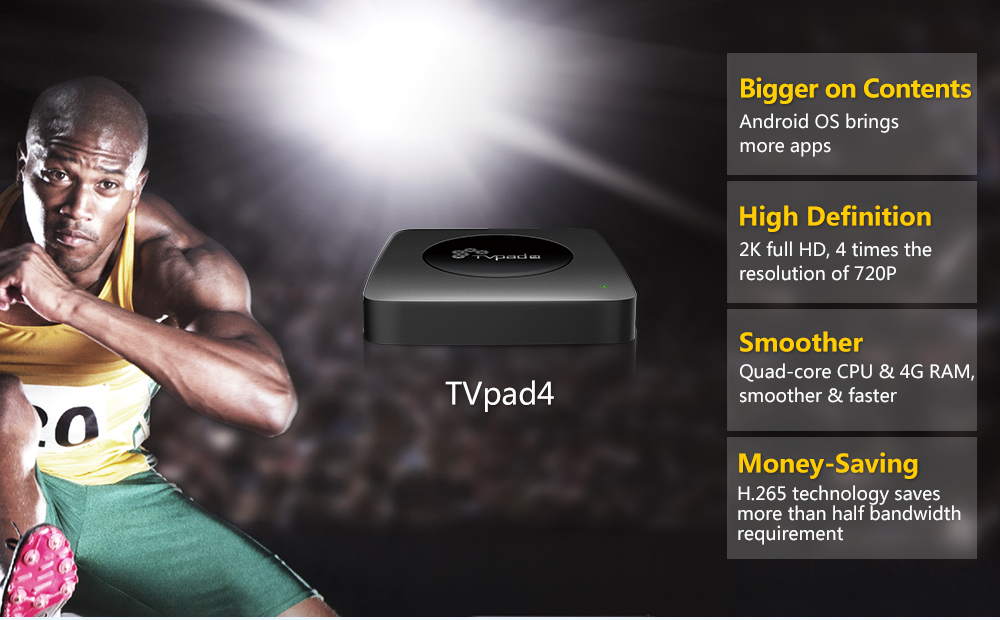 Bigger on Contents
Android OS brings
more apps
High Definition
2K full HD, 4 times the
resolution of 720P
Smoother
Quad-core CPU & 4G RAM,
smoother & faster
Money-Saving
H.265 technology saves
more than half bandwidth
requirement
TVpad4
TVpad
20